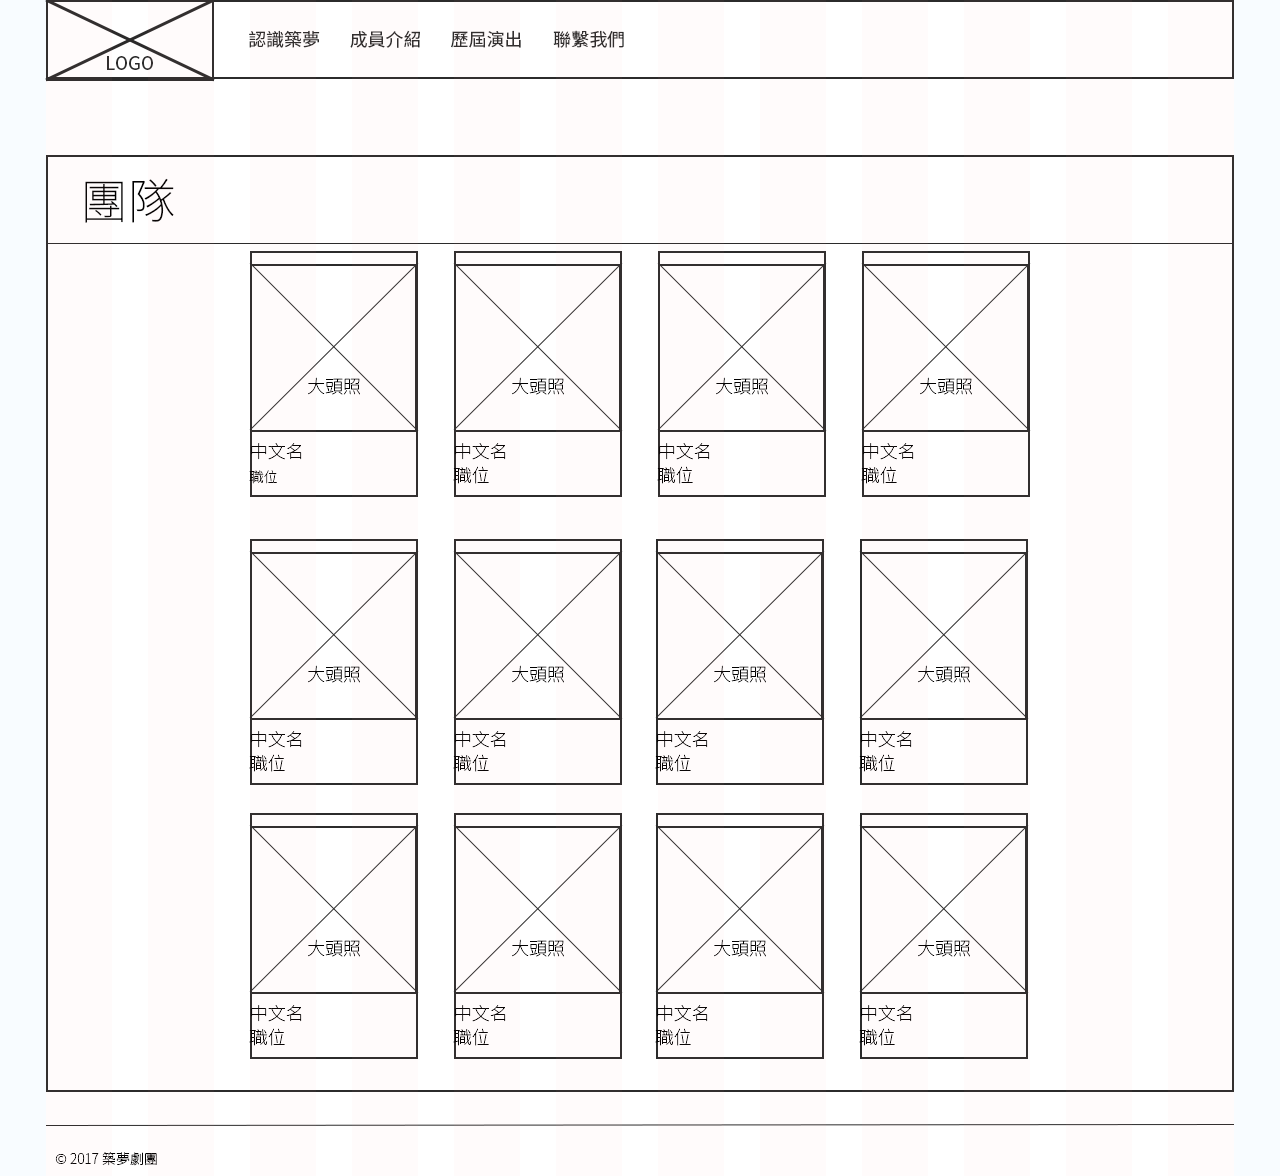 LOGO
認識築夢 成員介紹 歷屆演出 聯繫我們
團隊
大頭照 大頭照 大頭照 大頭照
中文名 中文名 中文名 中文名
職位 職位 職位 職位
大頭照 大頭照 大頭照 大頭照
中文名 中文名 中文名 中文名
職位 職位 職位 職位
大頭照 大頭照 大頭照 大頭照
中文名 中文名 中文名 中文名
職位 職位 職位 職位
© 2017 築夢劇團